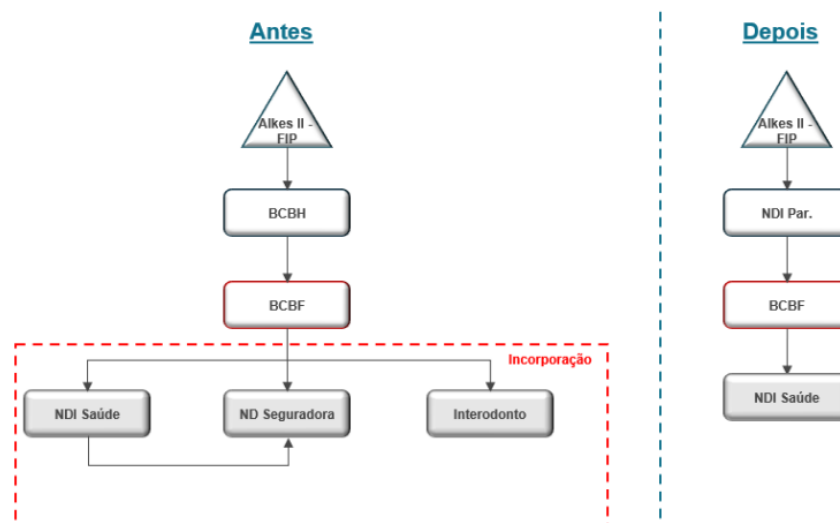 Antes
Alkes II -
FIP
BCBH
BCBF
Incorporação
NDI Saúde
ND Seguradora
Interodonto
Depois
Alkes II -
FIP
NDI Par.
BCBF
NDI Saúde